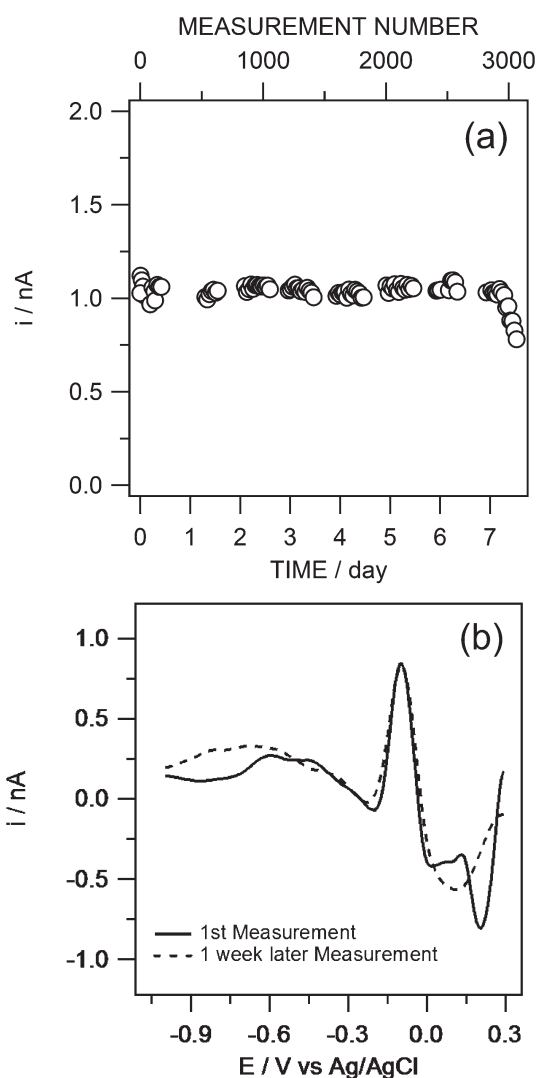 MEASUREMENT NUMBER
0 1000 2000 3000
(a)
2.0
1.5
1.0
0.5
0.0
i / nA
0 1 2 3 4 5 6 7
TIME / day
(b)
1.0
0.5
0.0
-0.5
-1.0
i / nA
1st Measurement
1 week later Measurement
-0.9 -0.6 -0.3 0.0 0.3
E / V vs Ag/AgCl